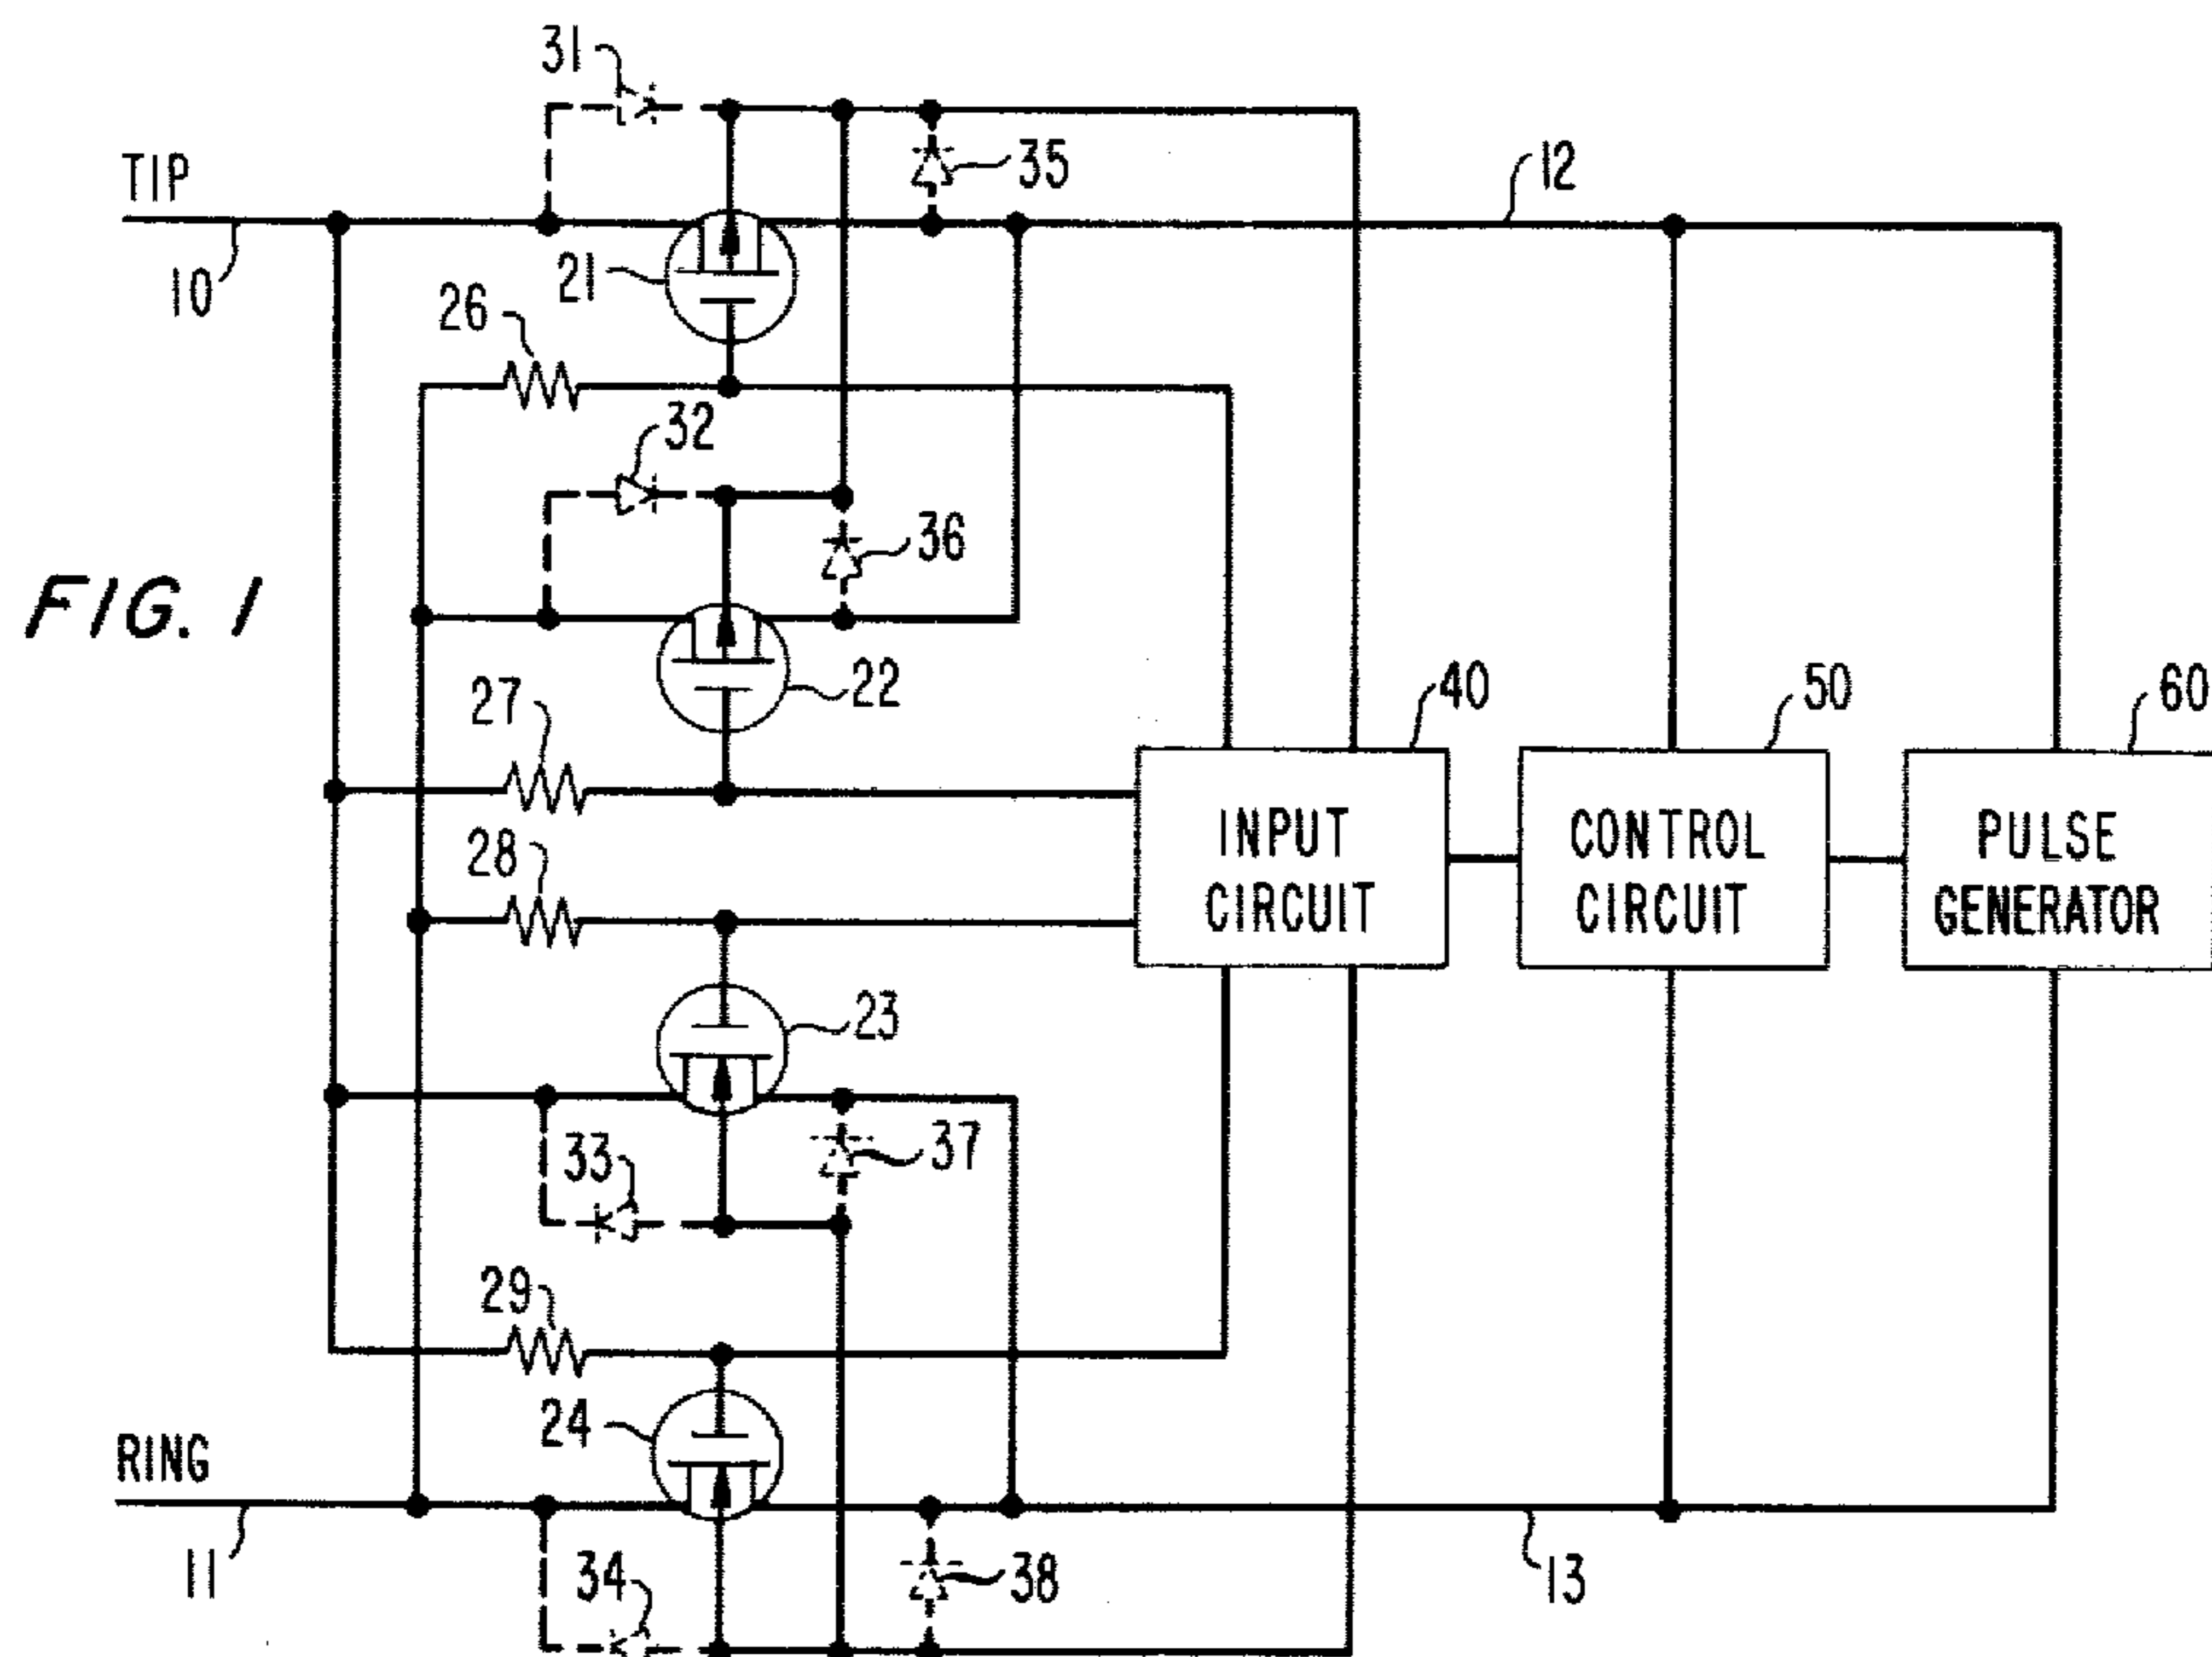 31
TIP
35
12
10
21
26
32
36
FIG. 1
22
27
40
50
60
28
INPUT
CIRCUIT
CONTROL
CIRCUIT
PULSE
GENERATOR
23
33
37
29
24
RING
11
34
38
13